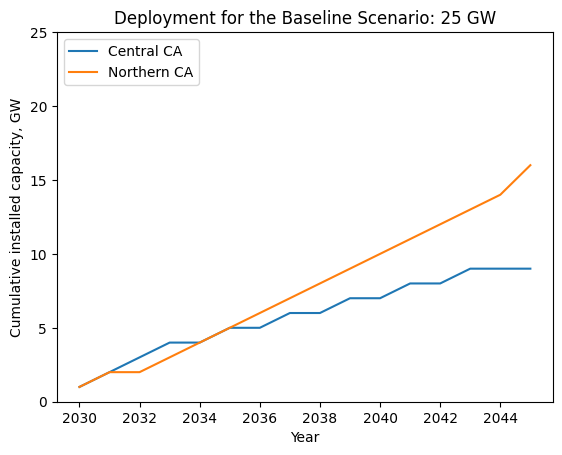 Deployment for the Baseline Scenario: 25 GW
Central CA
Northern CA
Cumulative installed capacity, GW
25
20
15
10
5
0
2030 2032 2034 2036 2038 2040 2042 2044
Year